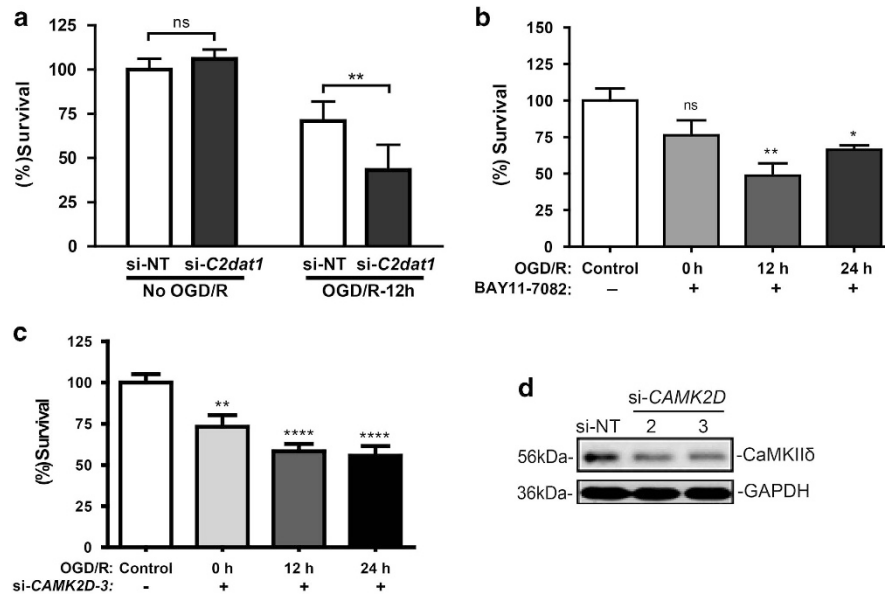 a
125
100
75
50
25
0
(%)Survival
ns
**
si-NT si-C2dat1 si-NT si-C2dat1
No OGD/R OGD/R-12h
b
150
125
100
75
50
25
0
(%) Survival
ns
**
*
OGD/R: Control 0 h 12 h 24 h
BAY11-7082: – + + +
c
125
100
75
50
25
0
(%)Survival
**
****
****
OGD/R: Control 0 h 12 h 24 h
si-CAMK2D-3: - + + +
d
si-CAMK2D
si-NT 2 3
56kDa- -CaMKIIδ
36kDa- -GAPDH